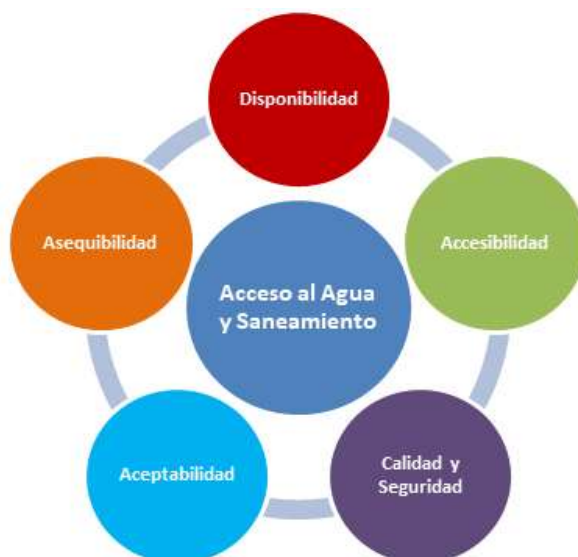 Disponibilidad
Asequibilidad
Accesibilidad
Acceso al Agua
y Saneamiento
Aceptabilidad
Calidad y
Seguridad